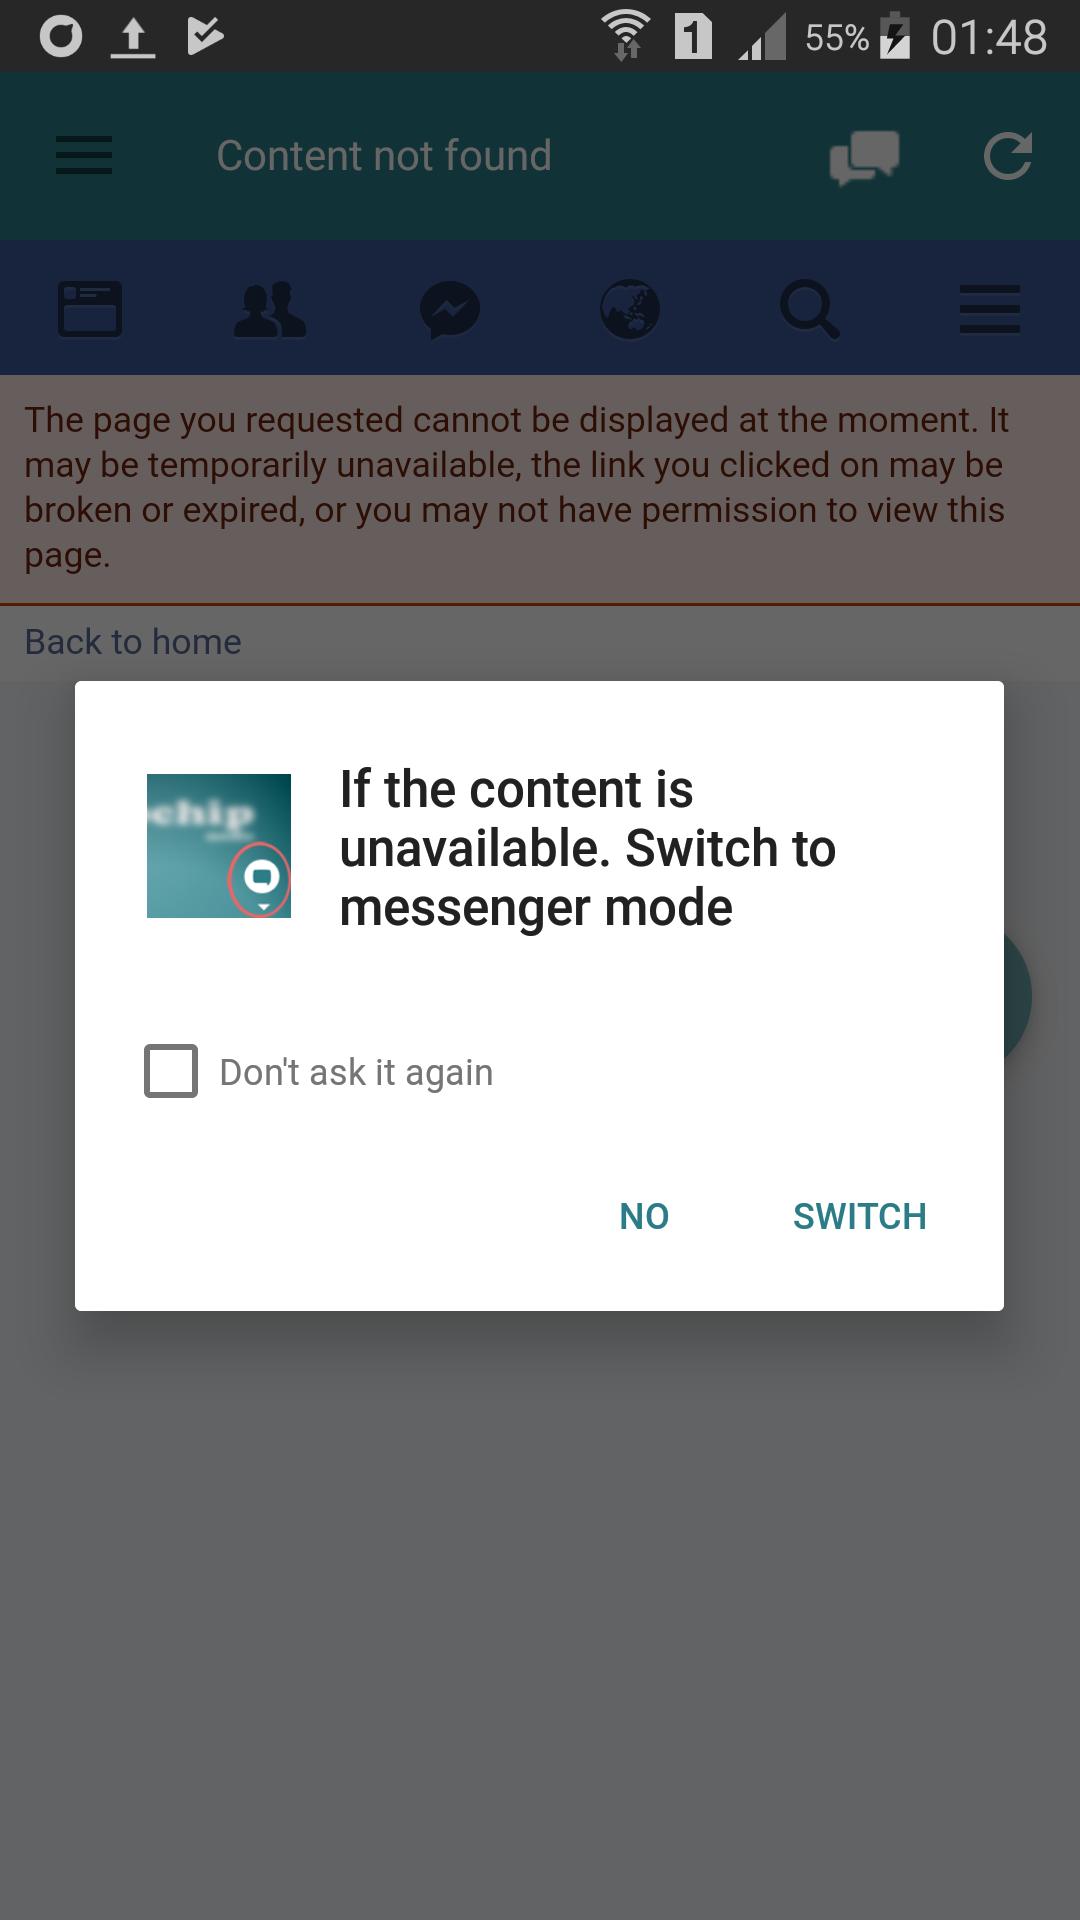 1 55% 01:48
Content not found
The page you requested cannot be displayed at the moment. It
may be temporarily unavailable, the link you clicked on may be
broken or expired, or you may not have permission to view this
page.
Back to home
chip
If the content is
unavailable. Switch to
messenger mode
Don't ask it again
NO SWITCH